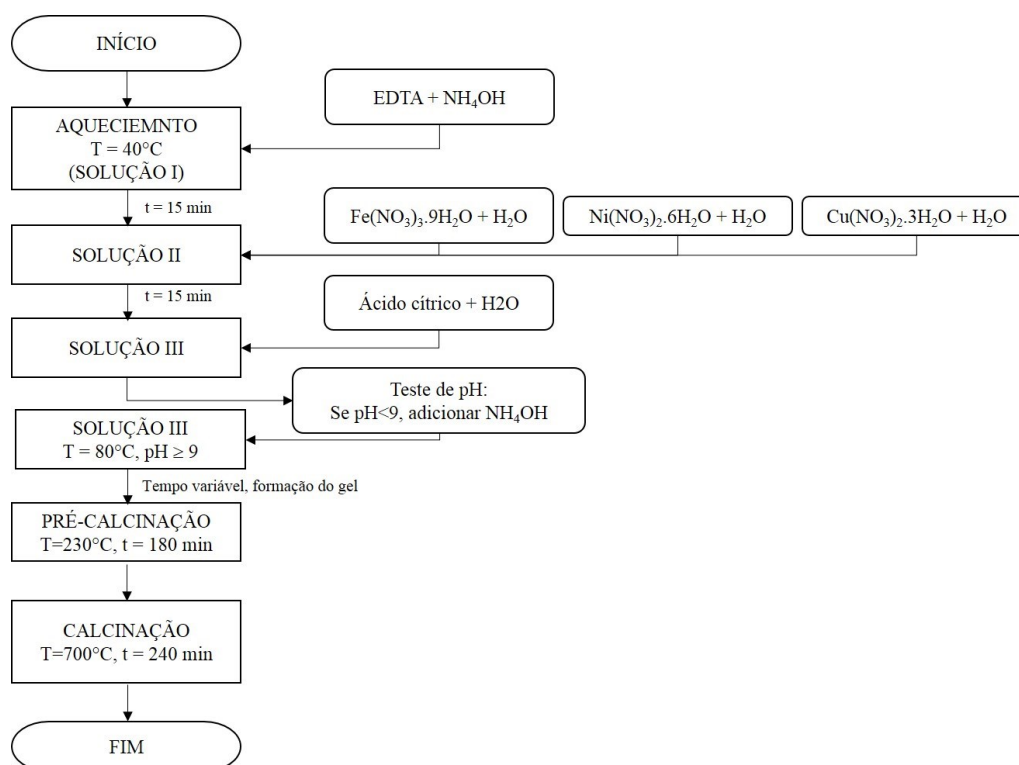 INÍCIO
EDTA + NH₄OH
AQUECIEMNTO
T = 40°C
(SOLUÇÃO I)
t = 15 min
Fe(NO₃)₃.9H₂O + H₂O
Ni(NO₃)₂.6H₂O + H₂O
Cu(NO₃)₂.3H₂O + H₂O
SOLUÇÃO II
t = 15 min
Ácido cítrico + H2O
SOLUÇÃO III
Teste de pH:
Se pH<9, adicionar NH₄OH
SOLUÇÃO III
T = 80°C, pH ≥ 9
Tempo variável, formação do gel
PRÉ-CALCINAÇÃO
T=230°C, t = 180 min
CALCINAÇÃO
T=700°C, t = 240 min
FIM